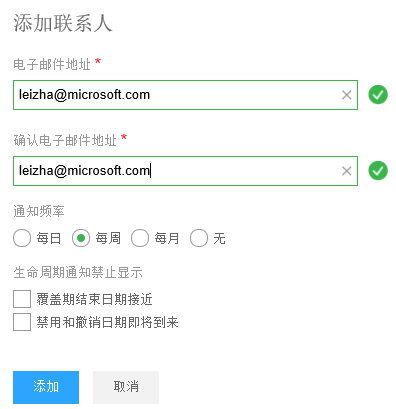 添加联系人
电子邮件地址 *
leizha@microsoft.com
确认电子邮件地址 *
leizha@microsoft.com
通知频率
每日 每周 每月 无
生命周期通知禁止显示
覆盖期结束日期接近
禁用和撤销日期即将到来
添加 取消